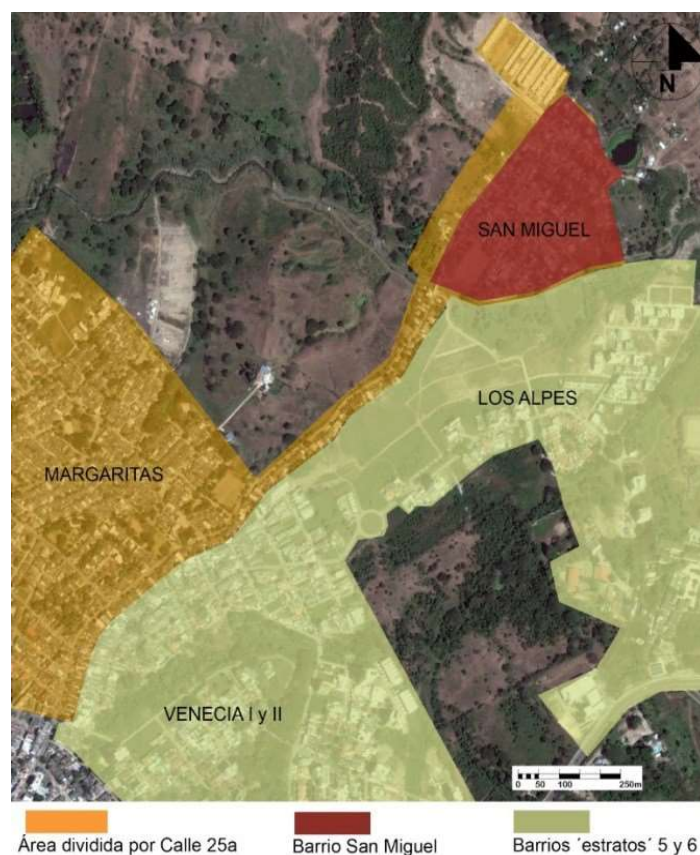 N
SAN MIGUEL
LOS ALPES
MARGARITAS
VENECIA I y II
0 50 100 250m
Área dividida por Calle 25a
Barrio San Miguel
Barrios ´estratos´ 5 y 6